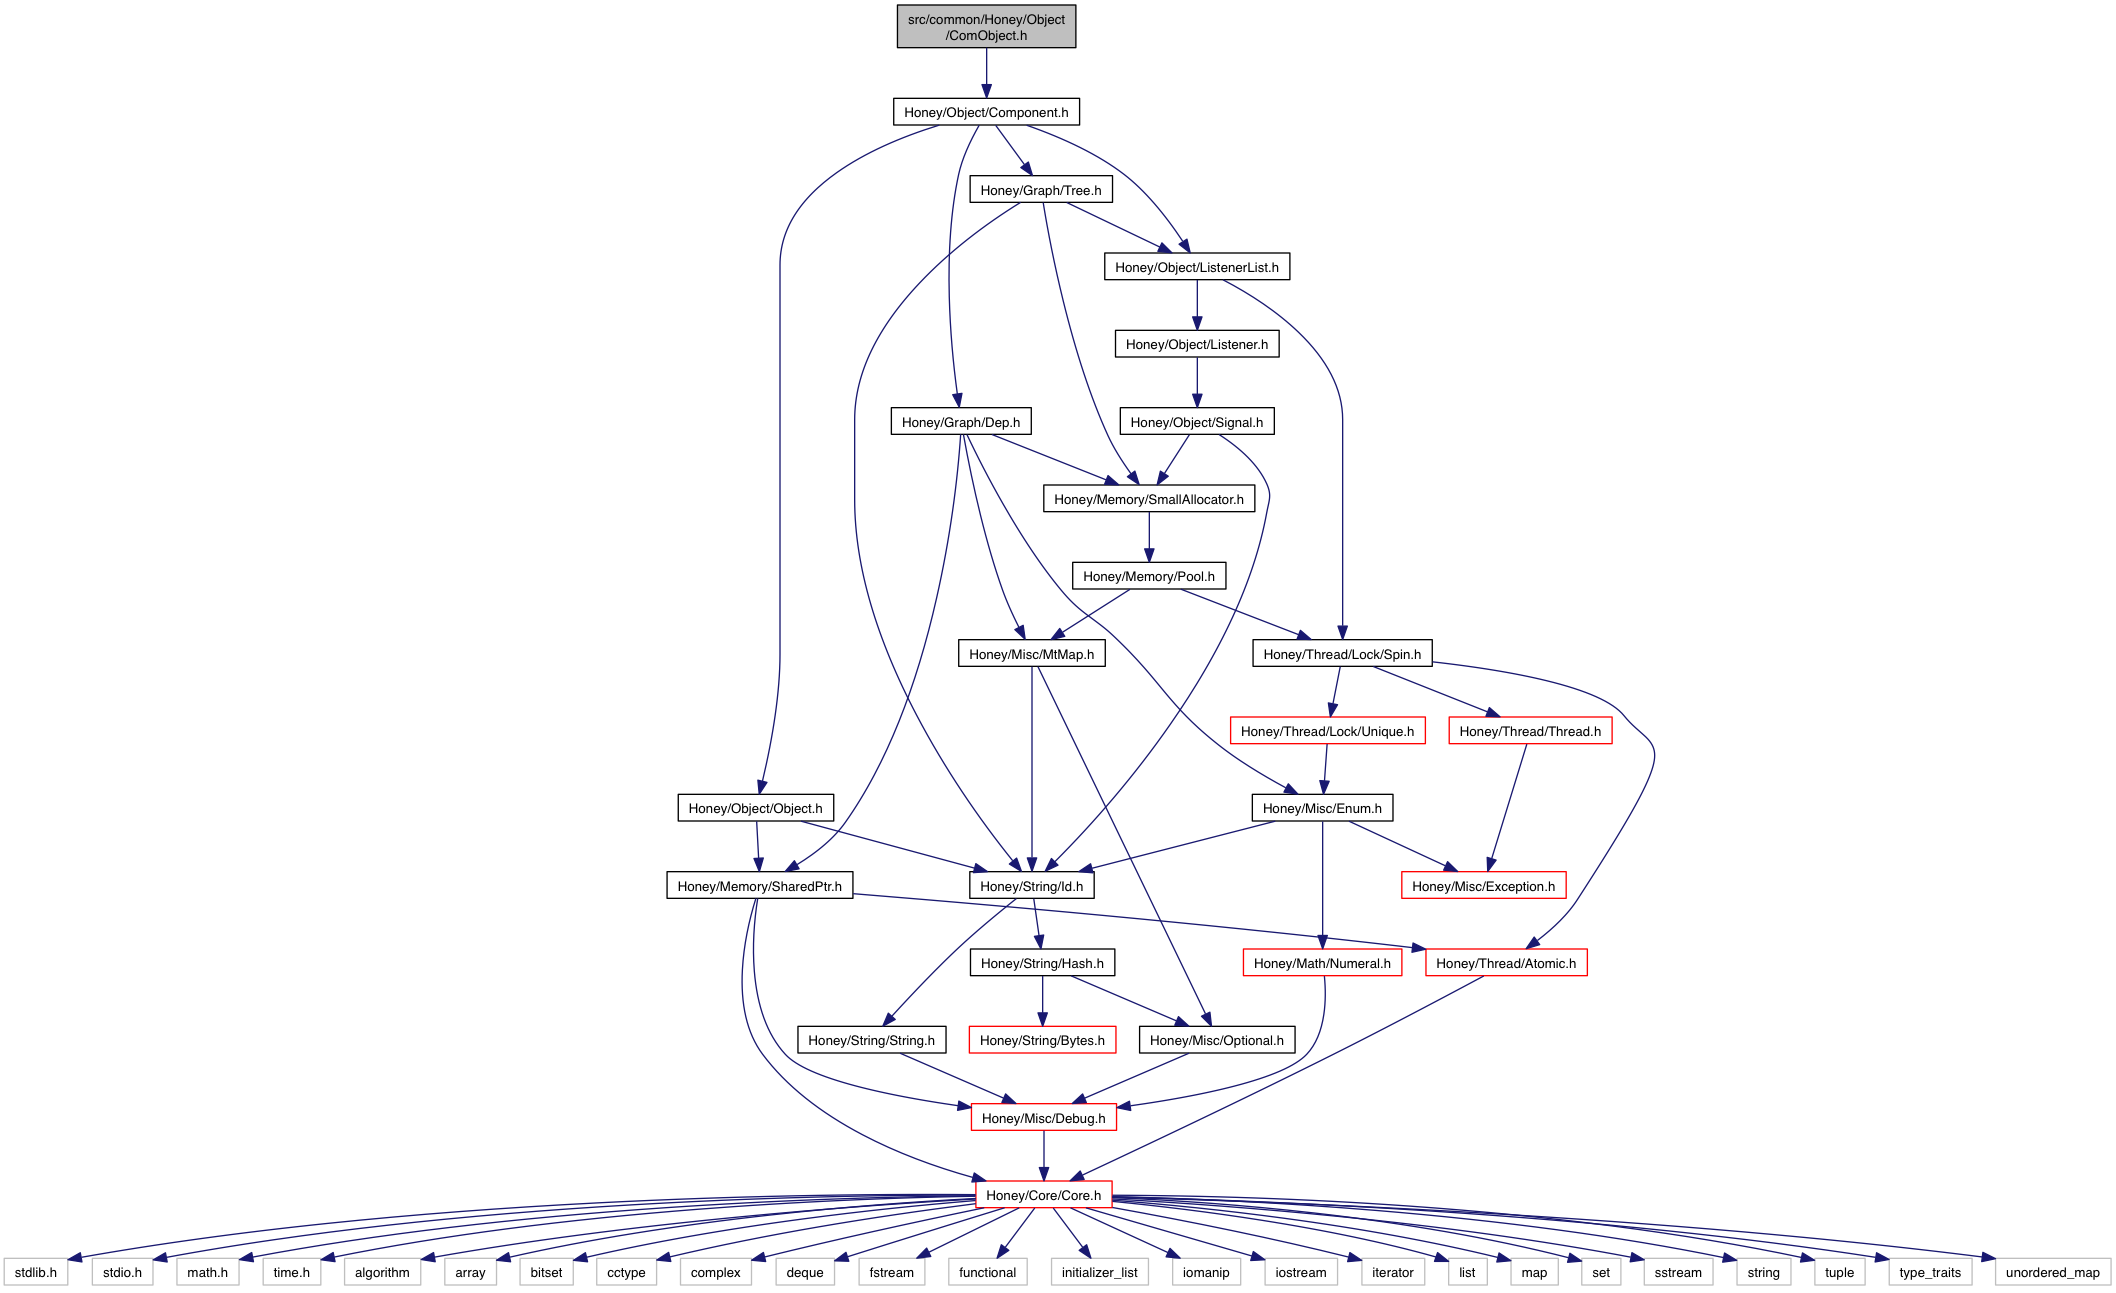 src/common/Honey/Object
/ComObject.h
Honey/Object/Component.h
Honey/Graph/Tree.h
Honey/Object/ListenerList.h
Honey/Object/Listener.h
Honey/Graph/Dep.h
Honey/Object/Signal.h
Honey/Memory/SmallAllocator.h
Honey/Memory/Pool.h
Honey/Misc/MtMap.h
Honey/Thread/Lock/Spin.h
Honey/Thread/Lock/Unique.h
Honey/Thread/Thread.h
Honey/Object/Object.h
Honey/Misc/Enum.h
Honey/Memory/SharedPtr.h
Honey/String/Id.h
Honey/Misc/Exception.h
Honey/String/Hash.h
Honey/Math/Numeral.h
Honey/Thread/Atomic.h
Honey/String/String.h
Honey/String/Bytes.h
Honey/Misc/Optional.h
Honey/Misc/Debug.h
Honey/Core/Core.h
stdlib.h
stdio.h
math.h
time.h
algorithm
array
bitset
cctype
complex
deque
fstream
functional
initializer_list
iomanip
iostream
iterator
list
map
set
sstream
string
tuple
type_traits
unordered_map